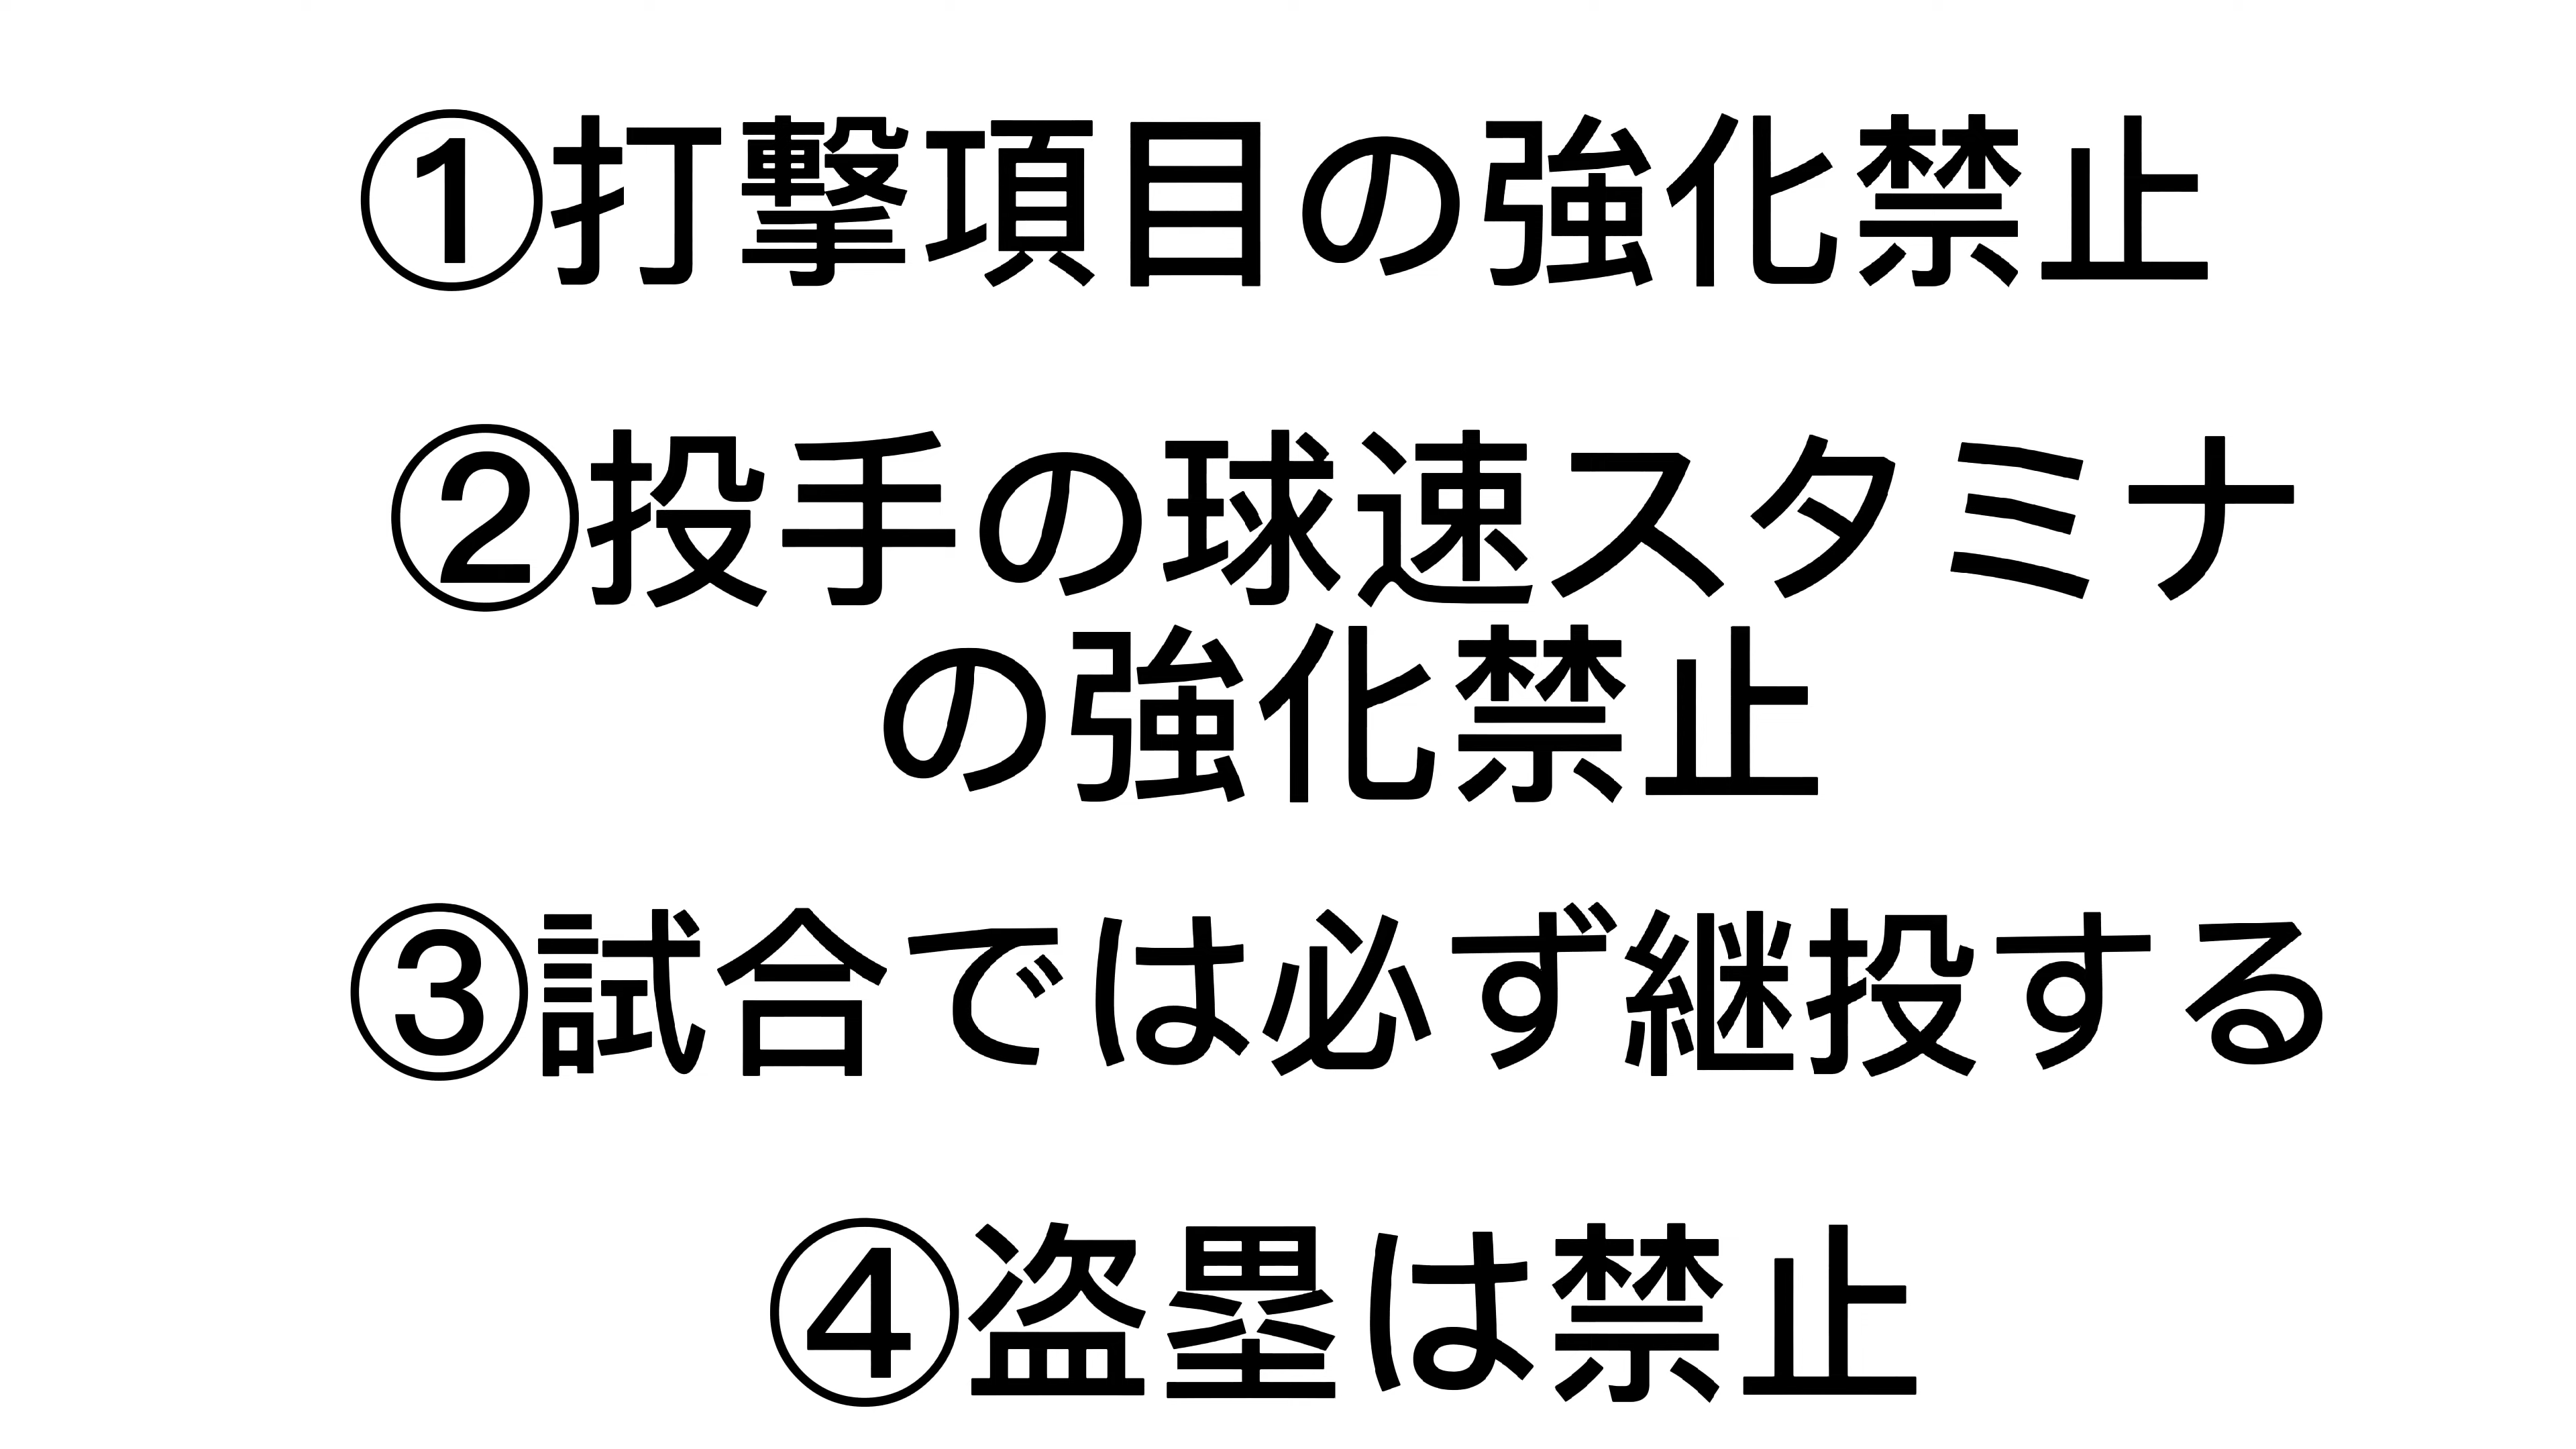 ①打撃項目の強化禁止
②投手の球速スタミナ
の強化禁止
③試合では必ず継投する
④盗塁は禁止